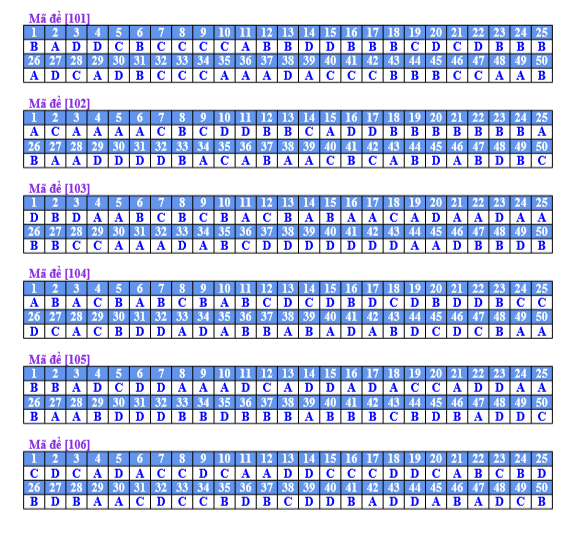 Mã đề [101]
1 2 3 4 5 6 7 8 9 10 11 12 13 14 15 16 17 18 19 20 21 22 23 24 25
B A D D C B C C C C A B B D D B B B C D C D B B B
26 27 28 29 30 31 32 33 34 35 36 37 38 39 40 41 42 43 44 45 46 47 48 49 50
A D C A D B C C C A A A D A C C C B B B C C A A B
Mã đề [102]
1 2 3 4 5 6 7 8 9 10 11 12 13 14 15 16 17 18 19 20 21 22 23 24 25
A C A A A A C B C D D B B C A D D B B B B B B B A
26 27 28 29 30 31 32 33 34 35 36 37 38 39 40 41 42 43 44 45 46 47 48 49 50
B A A D D D D B A C A B A A C B C A B D A B D B C
Mã đề [103]
1 2 3 4 5 6 7 8 9 10 11 12 13 14 15 16 17 18 19 20 21 22 23 24 25
D B D A A B C B C B A C B A B A A C A D A A D A A
26 27 28 29 30 31 32 33 34 35 36 37 38 39 40 41 42 43 44 45 46 47 48 49 50
B B C C A A A D A B C D D D D D D D A A D B B D B
Mã đề [104]
1 2 3 4 5 6 7 8 9 10 11 12 13 14 15 16 17 18 19 20 21 22 23 24 25
A B A C B A B C B A B C D C D B D C D B D D B C C
26 27 28 29 30 31 32 33 34 35 36 37 38 39 40 41 42 43 44 45 46 47 48 49 50
D C A C B D D A D A B B A B A D A B D C D C B A A
Mã đề [105]
1 2 3 4 5 6 7 8 9 10 11 12 13 14 15 16 17 18 19 20 21 22 23 24 25
B B A D C D D A A A D C A D D A D A C C A D D A A
26 27 28 29 30 31 32 33 34 35 36 37 38 39 40 41 42 43 44 45 46 47 48 49 50
B A A B D D D B B D B B B A B B B C B D B A D D C
Mã đề [106]
1 2 3 4 5 6 7 8 9 10 11 12 13 14 15 16 17 18 19 20 21 22 23 24 25
C D C A D A C C D C A A D D C C C D D C A B C B D
26 27 28 29 30 31 32 33 34 35 36 37 38 39 40 41 42 43 44 45 46 47 48 49 50
B D B A A C D C C B D B C D D B A D D A B A D C B